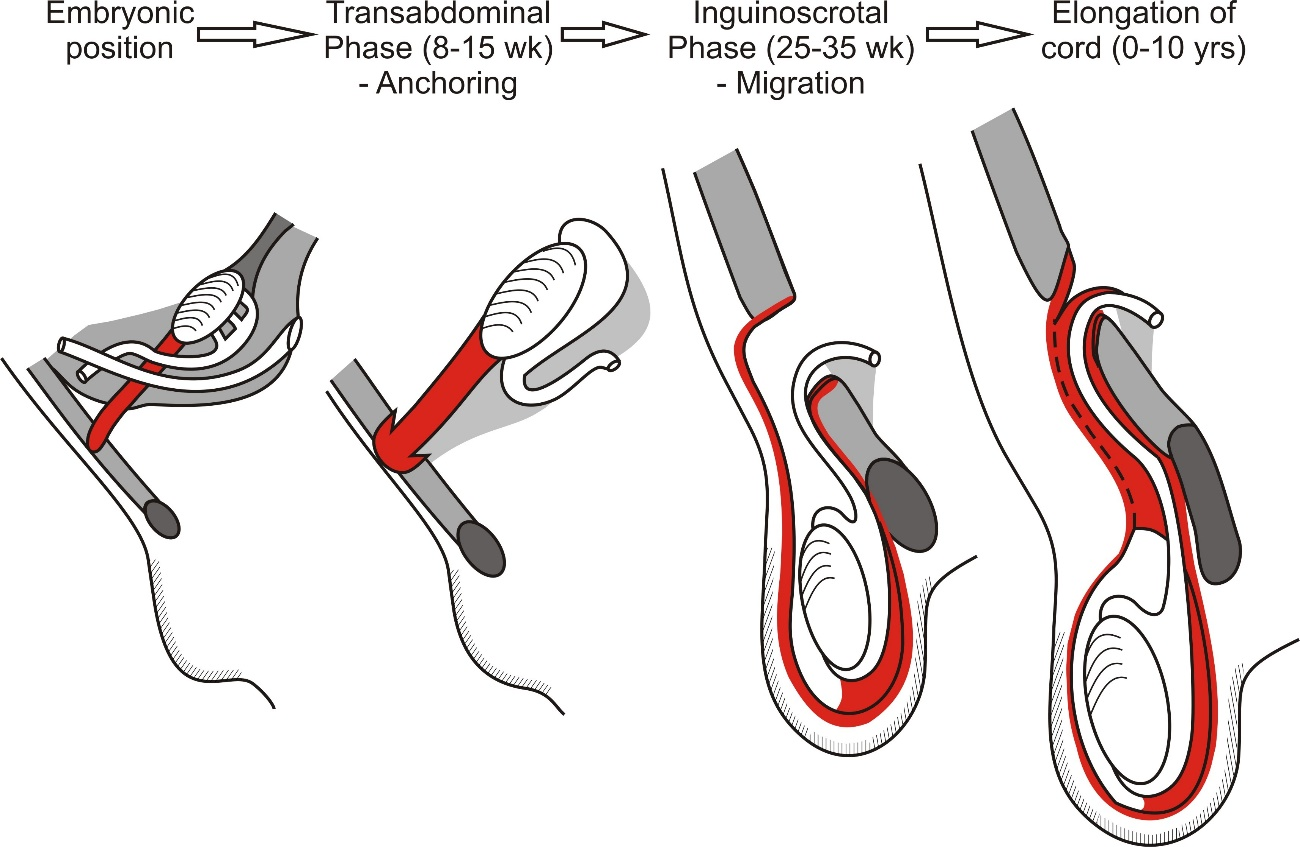 Embryonic
position
Transabdominal
Phase (8-15 wk)
- Anchoring
Inguinoscrotal
Phase (25-35 wk)
- Migration
Elongation of
cord (0-10 yrs)